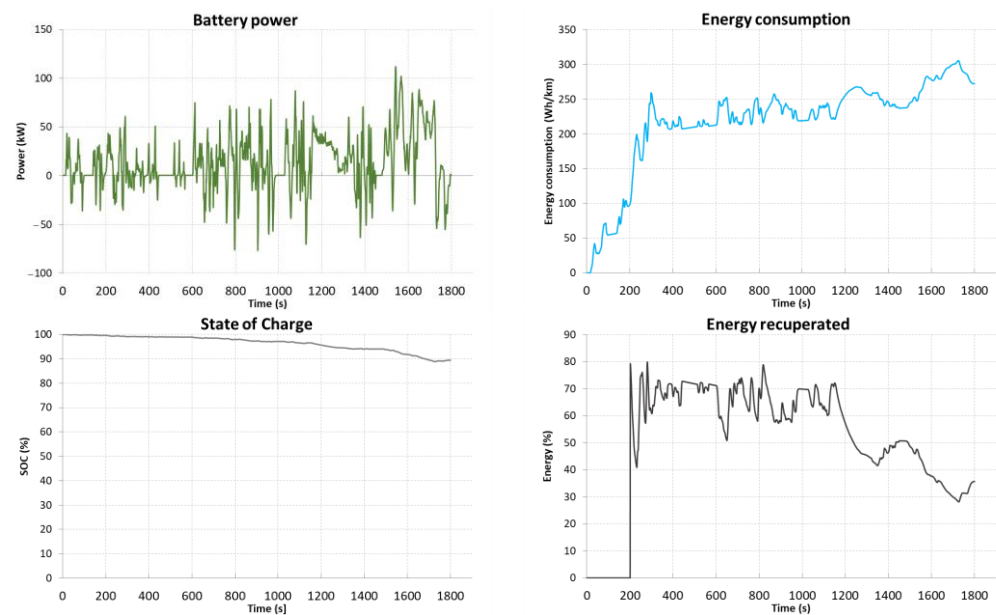 Battery power
Power (kW)
150
100
50
0
−50
−100
0 200 400 600 800 1000 1200 1400 1600 1800
Time (s)
Energy consumption
Energy consumption (Wh/km)
350
300
250
200
150
100
50
0
0 200 400 600 800 1000 1200 1400 1600 1800
Time (s)
State of Charge
SOC (%)
100
90
80
70
60
50
40
30
20
10
0
0 200 400 600 800 1000 1200 1400 1600 1800
Time (s]
Energy recuperated
Energy (%)
90
80
70
60
50
40
30
20
10
0
0 200 400 600 800 1000 1200 1400 1600 1800
Time (s)